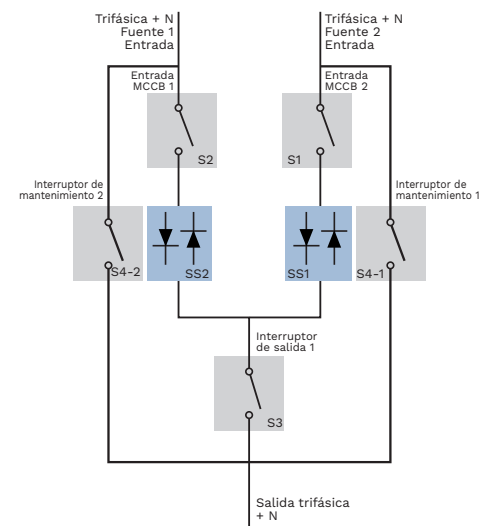 Trifásica + N
Fuente 1
Entrada
Trifásica + N
Fuente 2
Entrada
Entrada
MCCB 1
Entrada
MCCB 2
S2
S1
Interruptor de
mantenimiento 2
Interruptor de
mantenimiento 1
S4-2
SS2
SS1
S4-1
Interruptor
de salida 1
S3
Salida trifásica
+ N